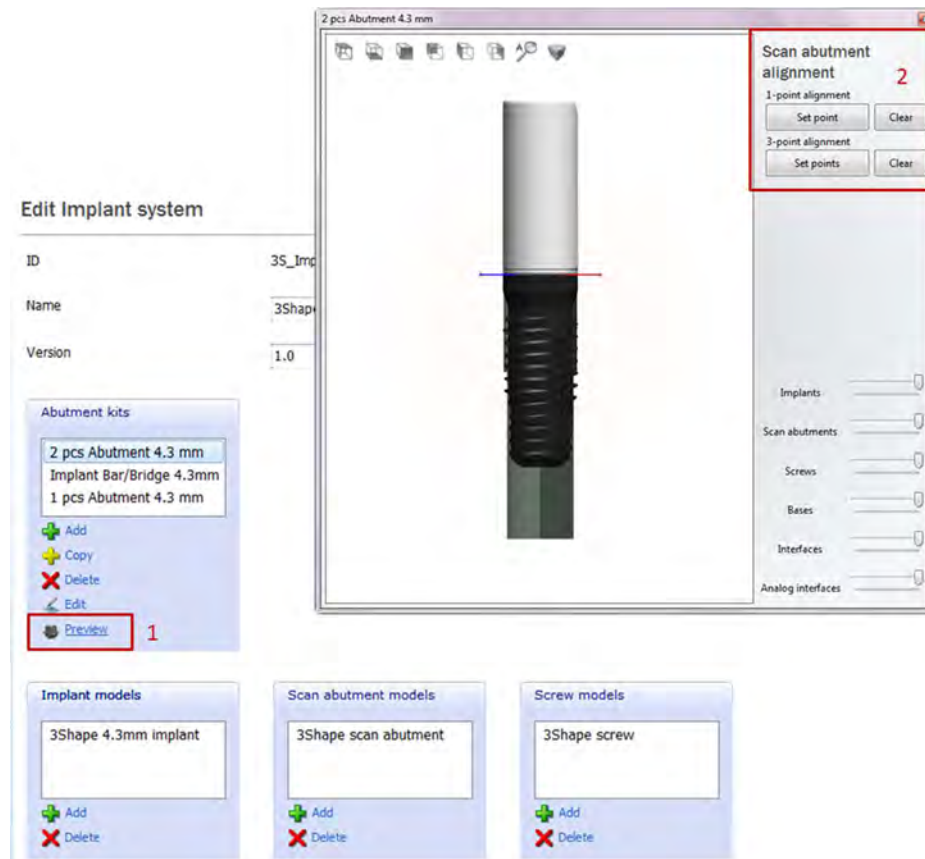 2 pcs Abutment 4.3 mm
Scan abutment
alignment
2
1-point alignment
Set point
Clear
3-point alignment
Set points
Clear
Edit Implant system
ID
3S_Imp
Name
3Shape
Version
1.0
Abutment kits
2 pcs Abutment 4.3 mm
Implant Bar/Bridge 4.3mm
1 pcs Abutment 4.3 mm
Add
Copy
Delete
Edit
Preview
1
Implants
Scan abutments
Screws
Bases
Interfaces
Analog interfaces
Implant models
3Shape 4.3mm implant
Add
Delete
Scan abutment models
3Shape scan abutment
Add
Delete
Screw models
3Shape screw
Add
Delete